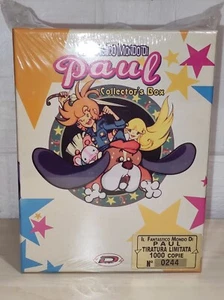 MONDO DI
Paul
Collector's Box
D
IL FANTASTICO MONDO DI
PAUL
TIRATURA LIMITATA
1000 COPIE
N° 0244